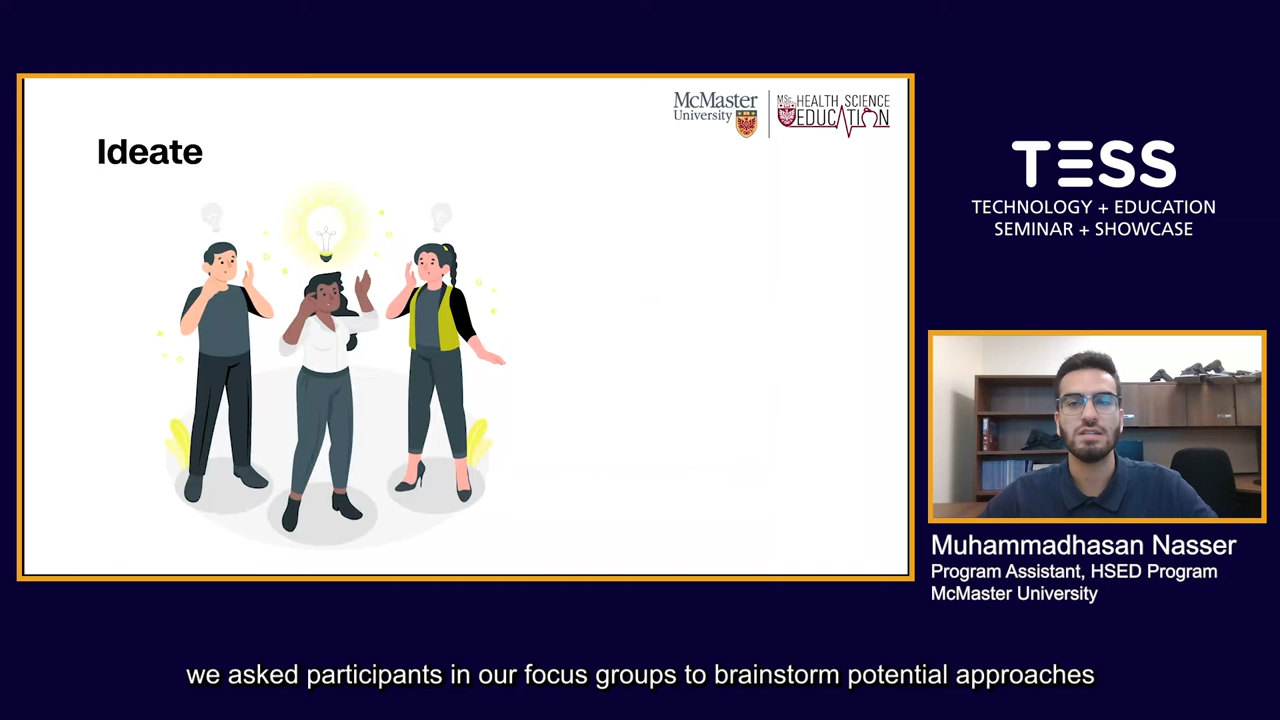 McMaster
University
MSc
HEALTH SCIENCE
EDUCATION
Ideate
TESS
TECHNOLOGY + EDUCATION
SEMINAR + SHOWCASE
Muhammadhasan Nasser
Program Assistant, HSED Program
McMaster University
we asked participants in our focus groups to brainstorm potential approaches